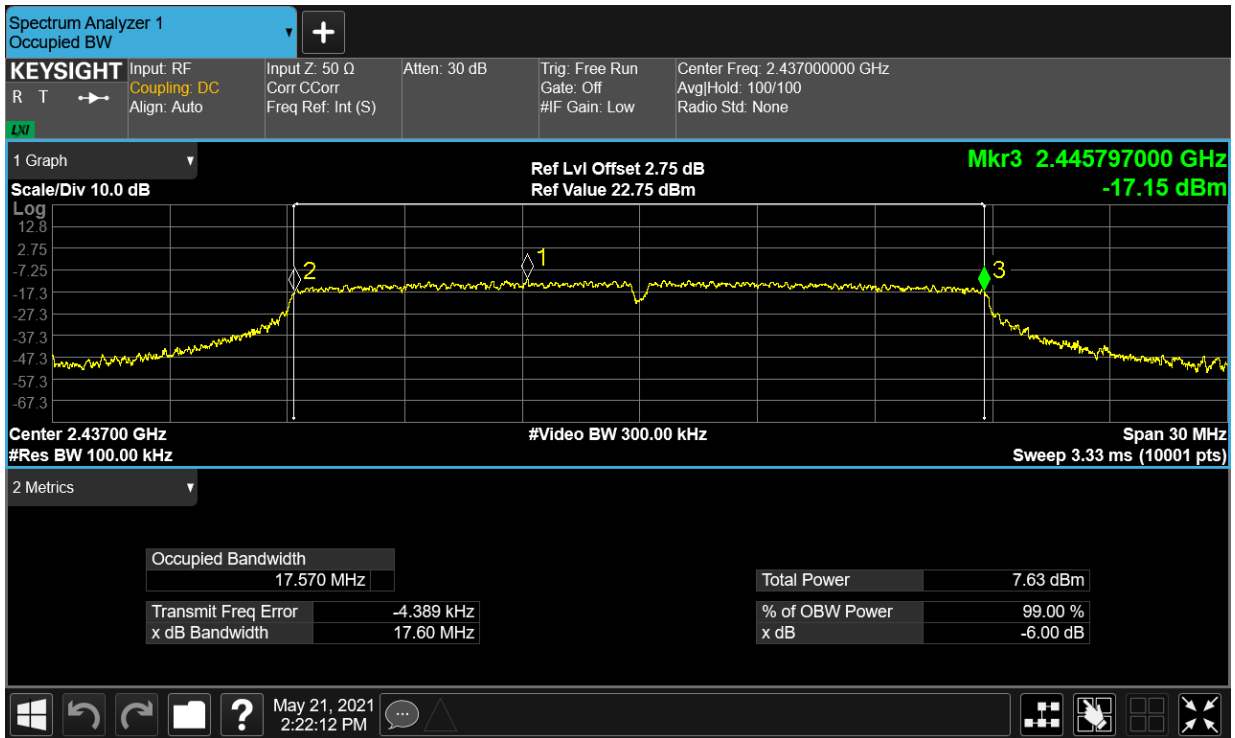 Spectrum Analyzer 1
Occupied BW
KEYSIGHT
R T
LXI
Input: RF
Coupling: DC
Align: Auto
Input Z: 50 Ω
Corr CCorr
Freq Ref: Int (S)
Atten: 30 dB
Trig: Free Run
Gate: Off
#IF Gain: Low
Center Freq: 2.437000000 GHz
Avg|Hold: 100/100
Radio Std: None
1 Graph
Scale/Div 10.0 dB
Ref Lvl Offset 2.75 dB
Ref Value 22.75 dBm
Mkr3 2.445797000 GHz
-17.15 dBm
Log
12.8
2.75
-7.25
-17.3
-27.3
-37.3
-47.3
-57.3
-67.3
2
1
3
Center 2.43700 GHz
#Video BW 300.00 kHz
Span 30 MHz
#Res BW 100.00 kHz
Sweep 3.33 ms (10001 pts)
2 Metrics
Occupied Bandwidth
17.570 MHz
Total Power 7.63 dBm
Transmit Freq Error -4.389 kHz
% of OBW Power 99.00 %
x dB Bandwidth 17.60 MHz
x dB -6.00 dB
?
May 21, 2021
2:22:12 PM